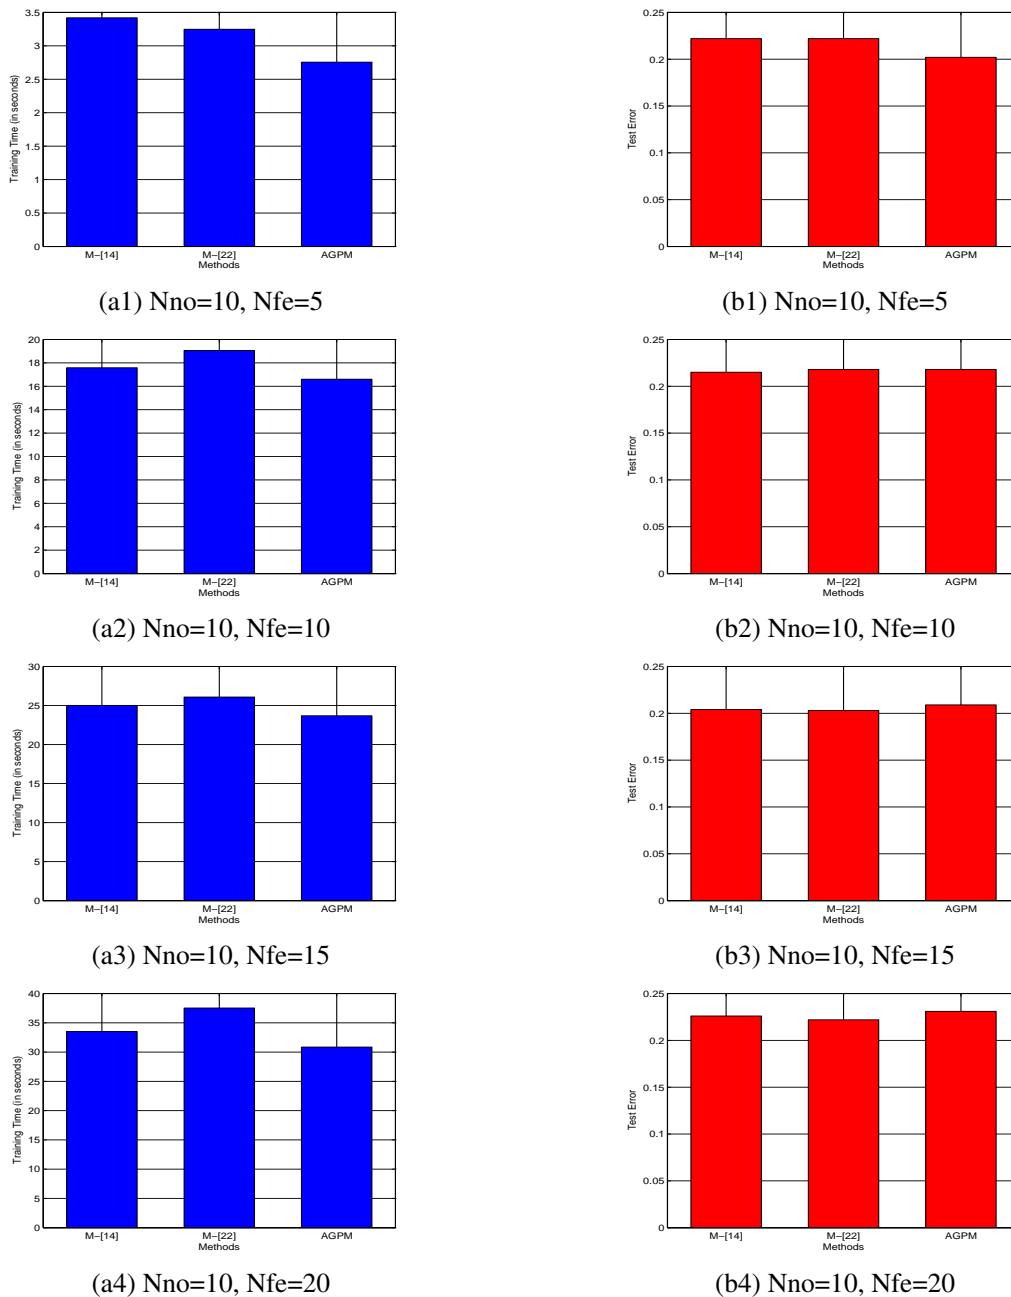 3.5
3
2.5
2
1.5
1
0.5
0
Training Time (in seconds)
M−[14] M−[22] AGPM
Methods
(a1) Nno=10, Nfe=5
0.25
0.2
0.15
0.1
0.05
0
Test Error
M−[14] M−[22] AGPM
Methods
(b1) Nno=10, Nfe=5
20
18
16
14
12
10
8
6
4
2
0
Training Time (in seconds)
M−[14] M−[22] AGPM
Methods
(a2) Nno=10, Nfe=10
0.25
0.2
0.15
0.1
0.05
0
Test Error
M−[14] M−[22] AGPM
Methods
(b2) Nno=10, Nfe=10
30
25
20
15
10
5
0
Training Time (in seconds)
M−[14] M−[22] AGPM
Methods
(a3) Nno=10, Nfe=15
0.25
0.2
0.15
0.1
0.05
0
Test Error
M−[14] M−[22] AGPM
Methods
(b3) Nno=10, Nfe=15
40
35
30
25
20
15
10
5
0
Training Time (in seconds)
M−[14] M−[22] AGPM
Methods
(a4) Nno=10, Nfe=20
0.25
0.2
0.15
0.1
0.05
0
Test Error
M−[14] M−[22] AGPM
Methods
(b4) Nno=10, Nfe=20